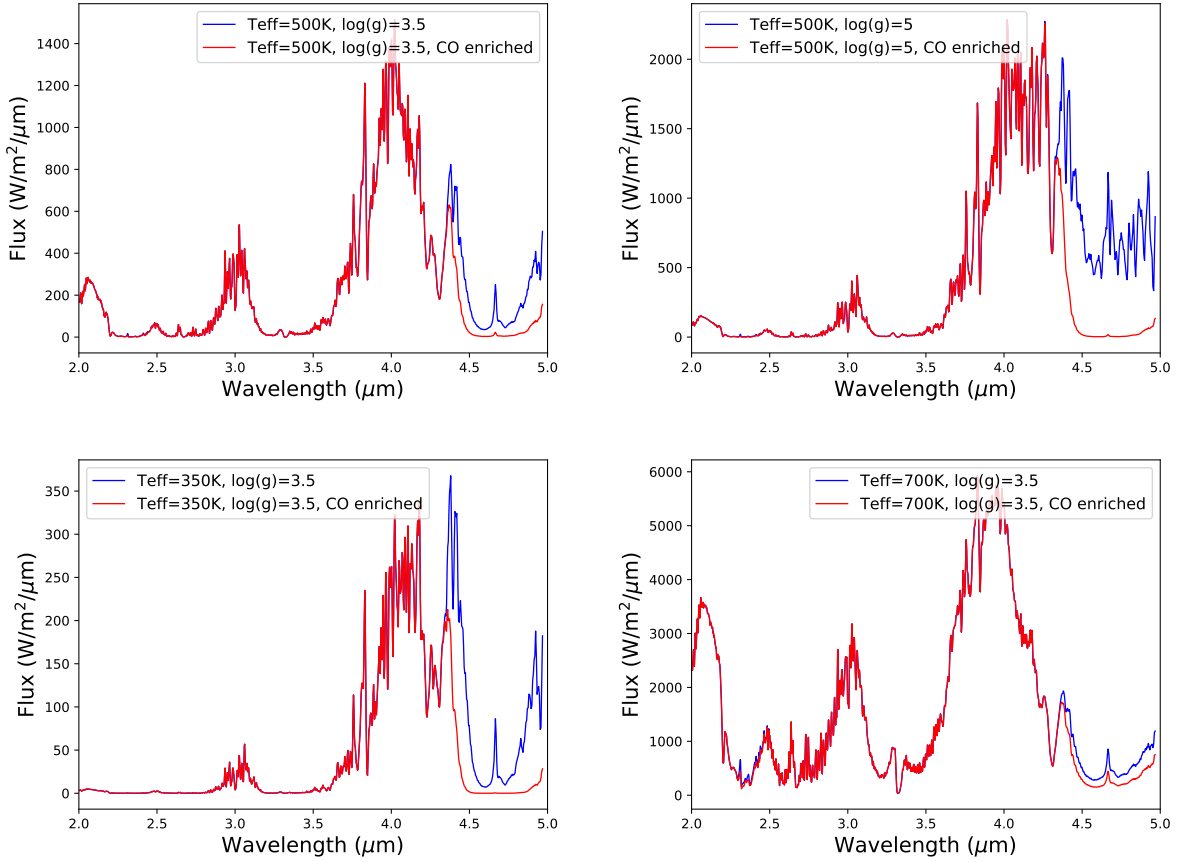 Teff=500K, log(g)=3.5
Teff=500K, log(g)=3.5, CO enriched
1400
1200
1000
800
600
400
200
0
Flux (W/m²/μm)
2.0 2.5 3.0 3.5 4.0 4.5 5.0
Wavelength (μm)
Teff=500K, log(g)=5
Teff=500K, log(g)=5, CO enriched
2000
1500
1000
500
0
Flux (W/m²/μm)
2.0 2.5 3.0 3.5 4.0 4.5 5.0
Wavelength (μm)
Teff=350K, log(g)=3.5
Teff=350K, log(g)=3.5, CO enriched
350
300
250
200
150
100
50
0
Flux (W/m²/μm)
2.0 2.5 3.0 3.5 4.0 4.5 5.0
Wavelength (μm)
Teff=700K, log(g)=3.5
Teff=700K, log(g)=3.5, CO enriched
6000
5000
4000
3000
2000
1000
0
Flux (W/m²/μm)
2.0 2.5 3.0 3.5 4.0 4.5 5.0
Wavelength (μm)